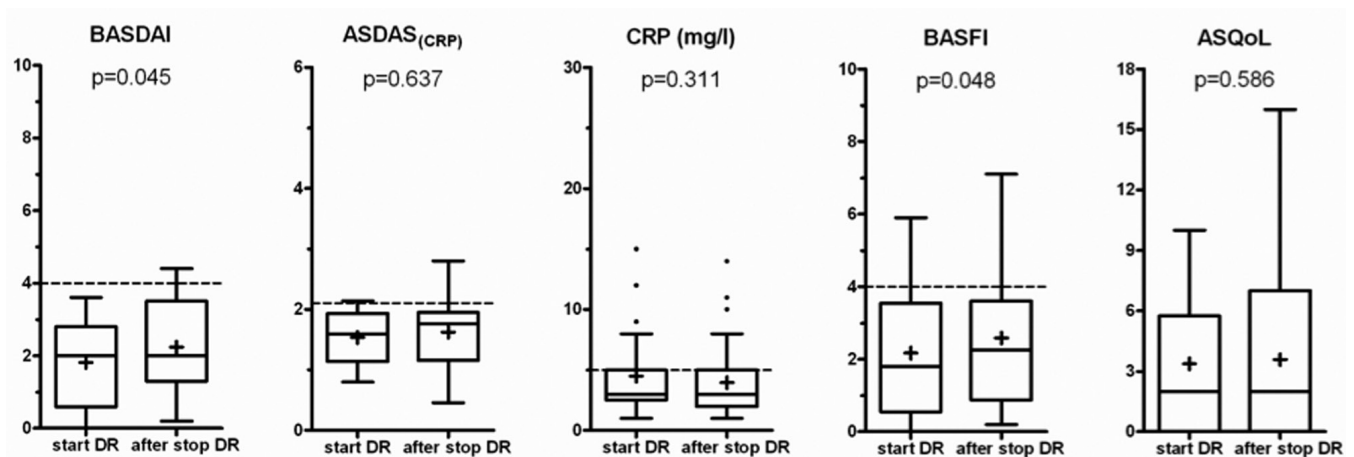 BASDAI
p=0.045
10
8
6
4
2
0
start DR after stop DR
ASDAS(CRP)
p=0.637
6
4
2
0
start DR after stop DR
CRP (mg/l)
p=0.311
30
20
10
0
start DR after stop DR
BASFI
p=0.048
10
8
6
4
2
0
start DR after stop DR
ASQoL
p=0.586
18
15
12
9
6
3
0
start DR after stop DR